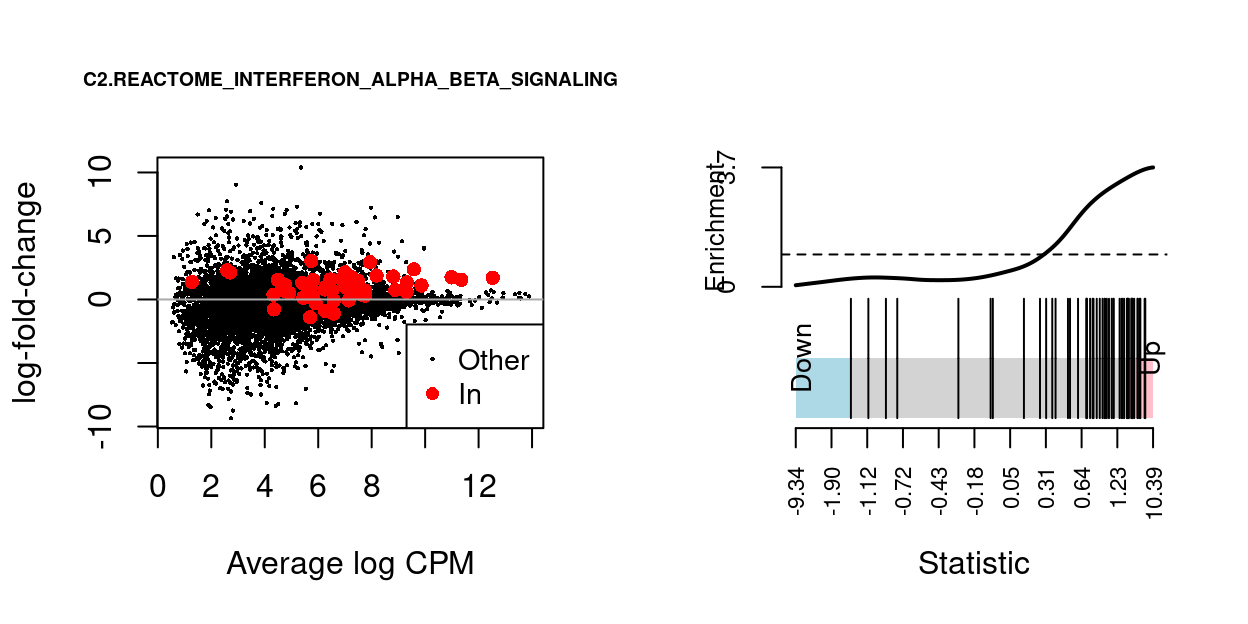 C2.REACTOME_INTERFERON_ALPHA_BETA_SIGNALING
log-fold-change
10
5
0
-10
Other
In
0 2 4 6 8 12
Average log CPM
Enrichment
3.7
0
Down
Up
-9.34 -1.90 -1.12 -0.72 -0.43 -0.18 0.05 0.31 0.64 1.23 10.39
Statistic